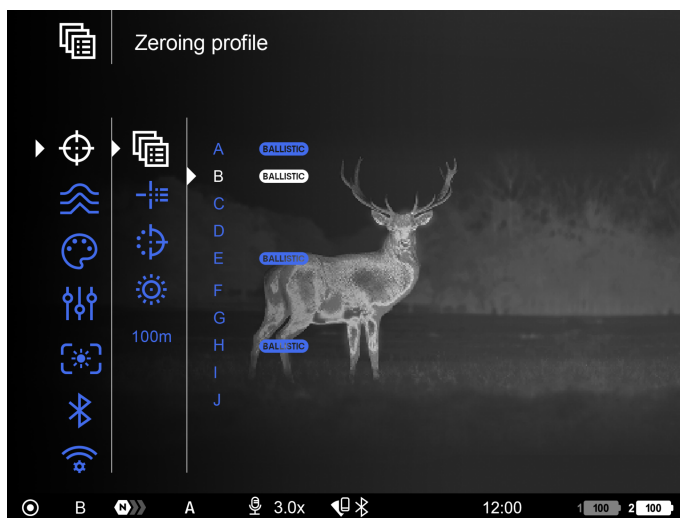 Zeroing profile
A BALLISTIC
B BALLISTIC
C
D
E BALLISTIC
F
G
100m
H BALLISTIC
I
J
B N A 3.0x 12:00 1 100 2 100